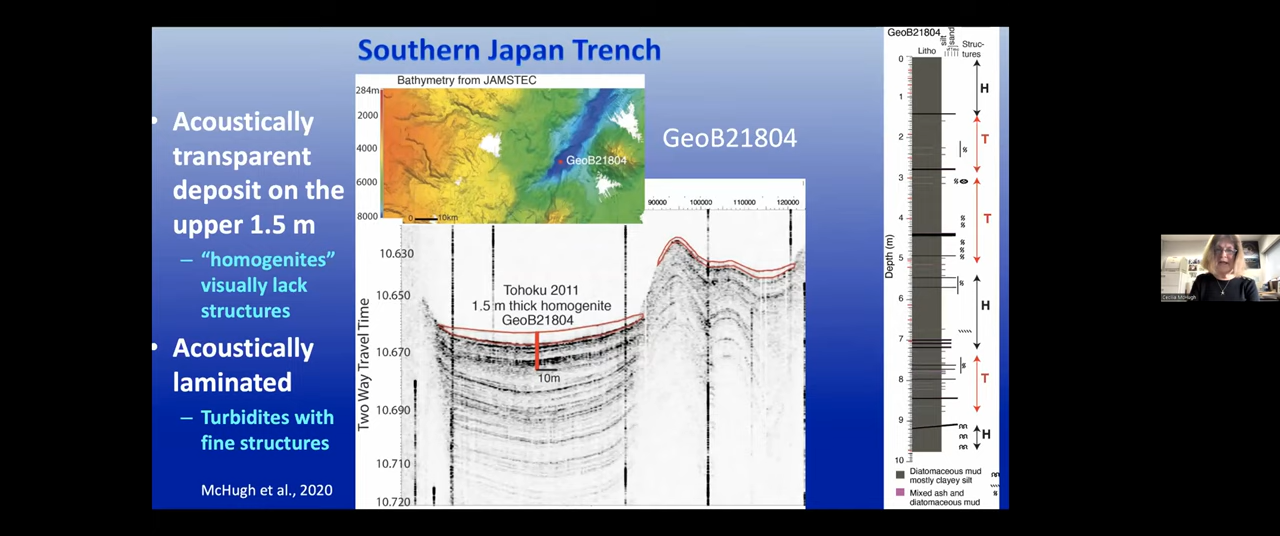 Southern Japan Trench
Acoustically
transparent
deposit on the
upper 1.5 m
– “homogenites”
visually lack
structures
Acoustically
laminated
– Turbidites with
fine structures
McHugh et al., 2020
Bathymetry from JAMSTEC
284m
2000
4000
6000
8000
0 10km
GeoB21804
GeoB21804
90000 100000 110000 120000
10.630
10.650
10.670
10.690
10.710
10.720
Two Way Travel Time
Tohoku 2011
1.5 m thick homogenite
GeoB21804
10m
GeoB21804
Litho
silt
sand
Struc-
tures
Depth (m)
0
1
2
3
4
5
6
7
8
9
10
H
T
T
H
T
H
Diatomaceous mud
mostly clayey silt
Mixed ash and
diatomaceous mud
Cecilia McHugh